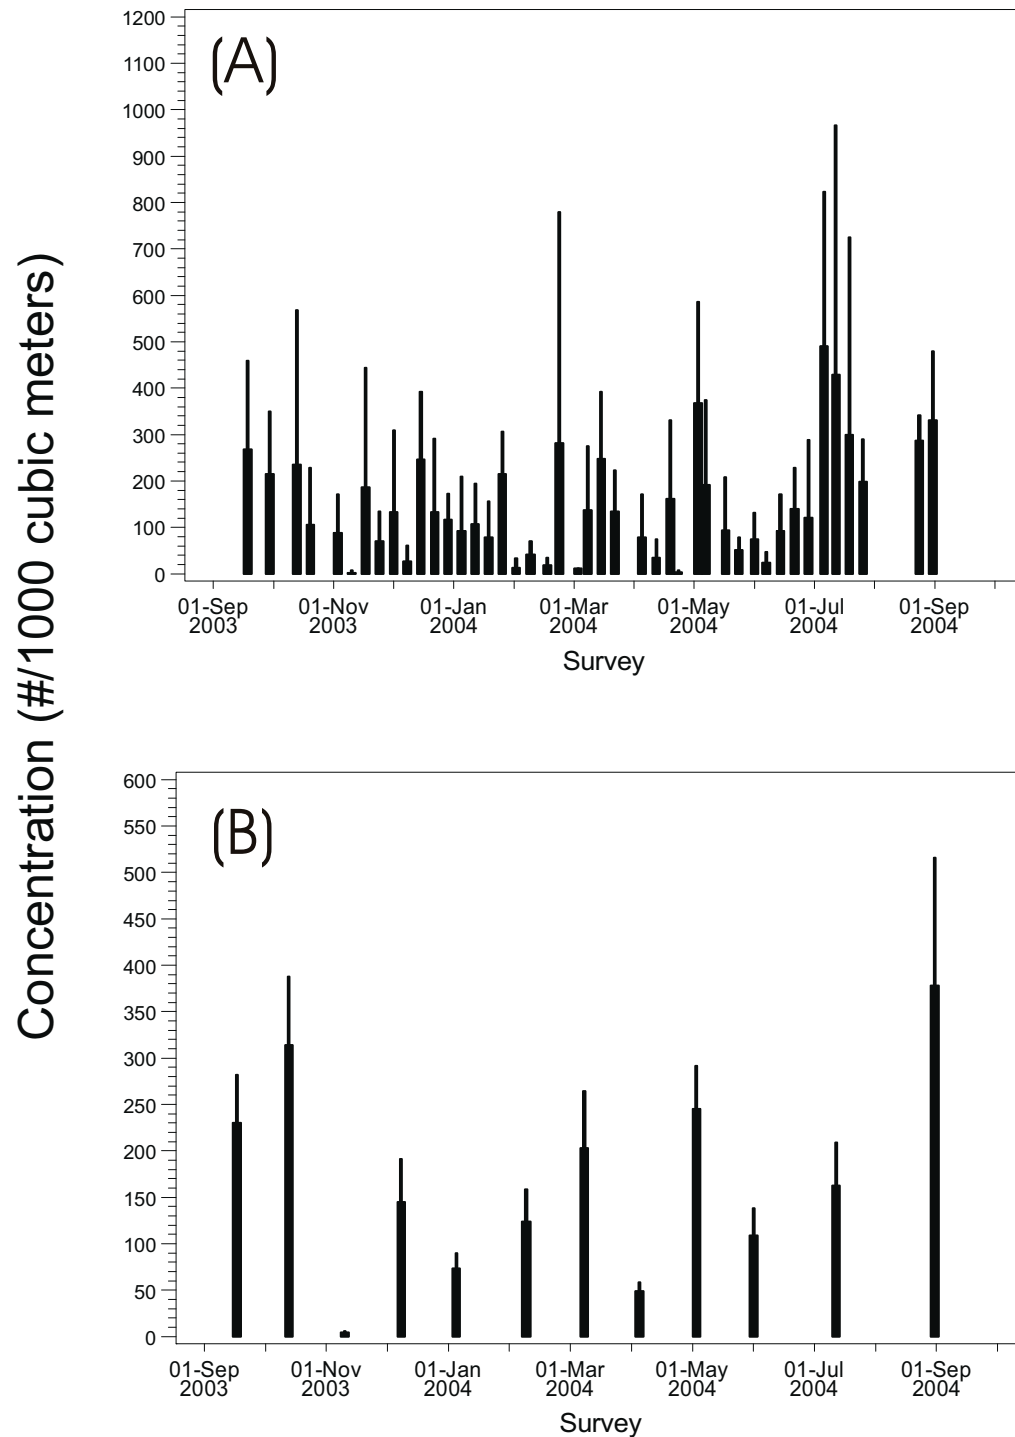 Concentration (#/1000 cubic meters)
(A)
1200
1100
1000
900
800
700
600
500
400
300
200
100
0
01-Sep 01-Nov 01-Jan 01-Mar 01-May 01-Jul 01-Sep
2003 2003 2004 2004 2004 2004 2004
Survey
(B)
600
550
500
450
400
350
300
250
200
150
100
50
0
01-Sep 01-Nov 01-Jan 01-Mar 01-May 01-Jul 01-Sep
2003 2003 2004 2004 2004 2004 2004
Survey